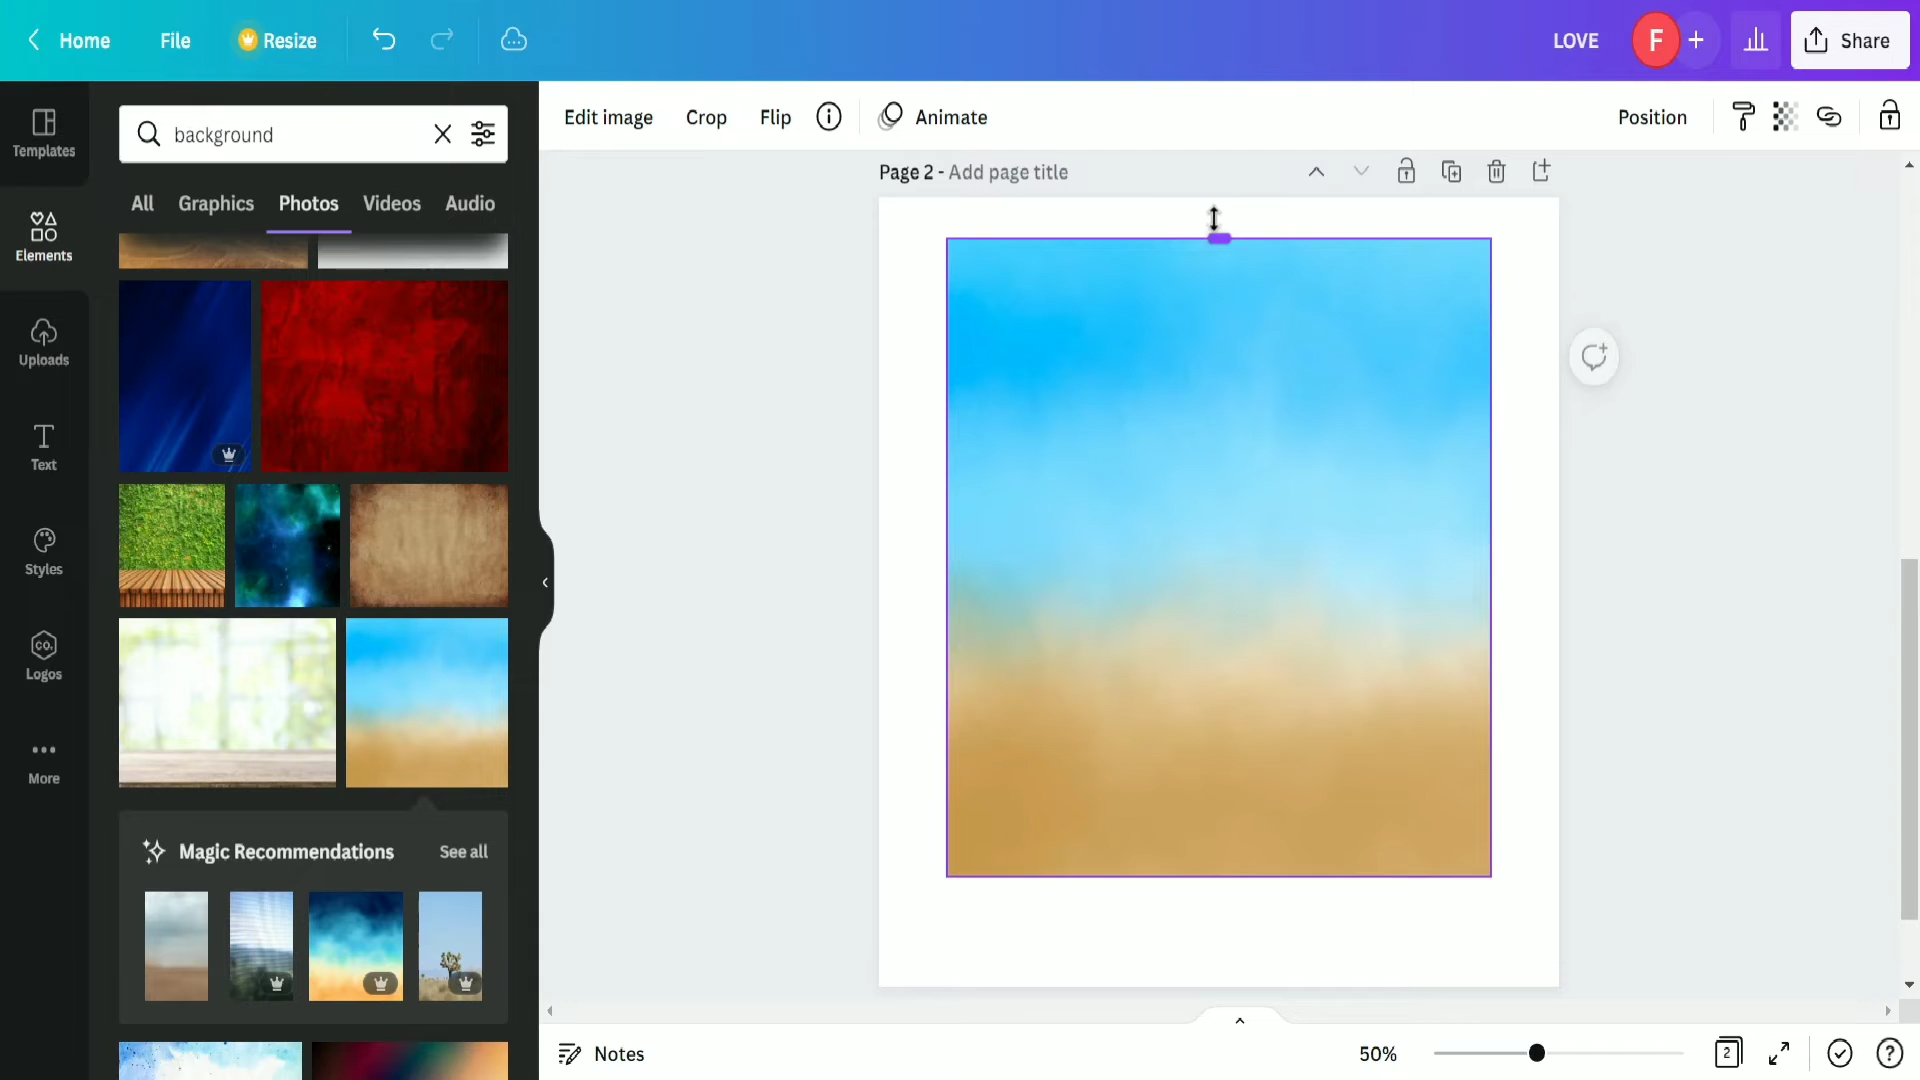 Home File Resize LOVE F Share
Templates
Elements
Uploads
Text
Styles
CO.
Logos
More
background
All Graphics Photos Videos Audio
Magic Recommendations See all
Edit image Crop Flip Animate Position
Page 2 - Add page title
Notes 50% 2 ?